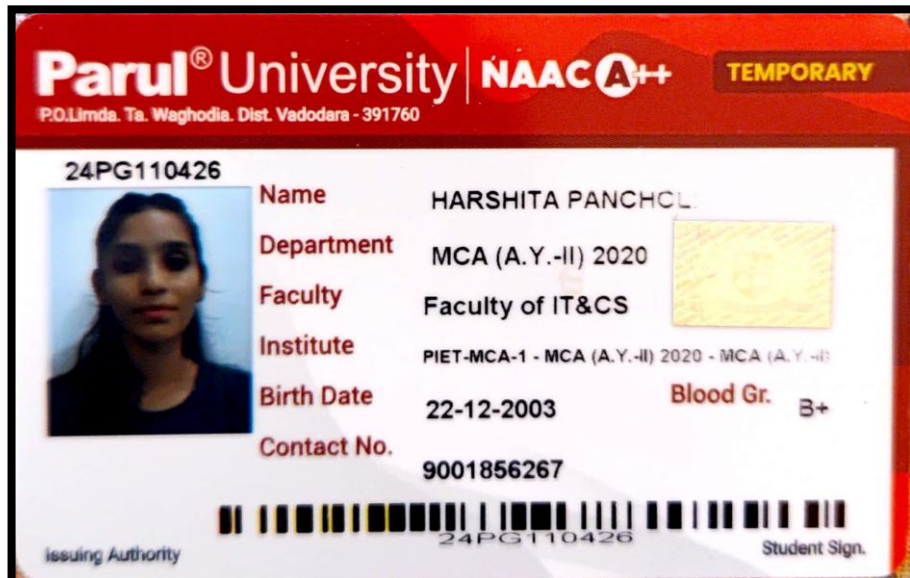 Parul® University NAAC A++ TEMPORARY
P.O.Limda. Ta. Waghodia. Dist. Vadodara - 391760
24PG110426
Name HARSHITA PANCHOLI
Department MCA (A.Y.-II) 2020
Faculty Faculty of IT&CS
Institute PIET-MCA-1 - MCA (A.Y.-II) 2020 - MCA (A.Y.-II)
Birth Date 22-12-2003 Blood Gr. B+
Contact No. 9001856267
24PG110426
Issuing Authority Student Sign.